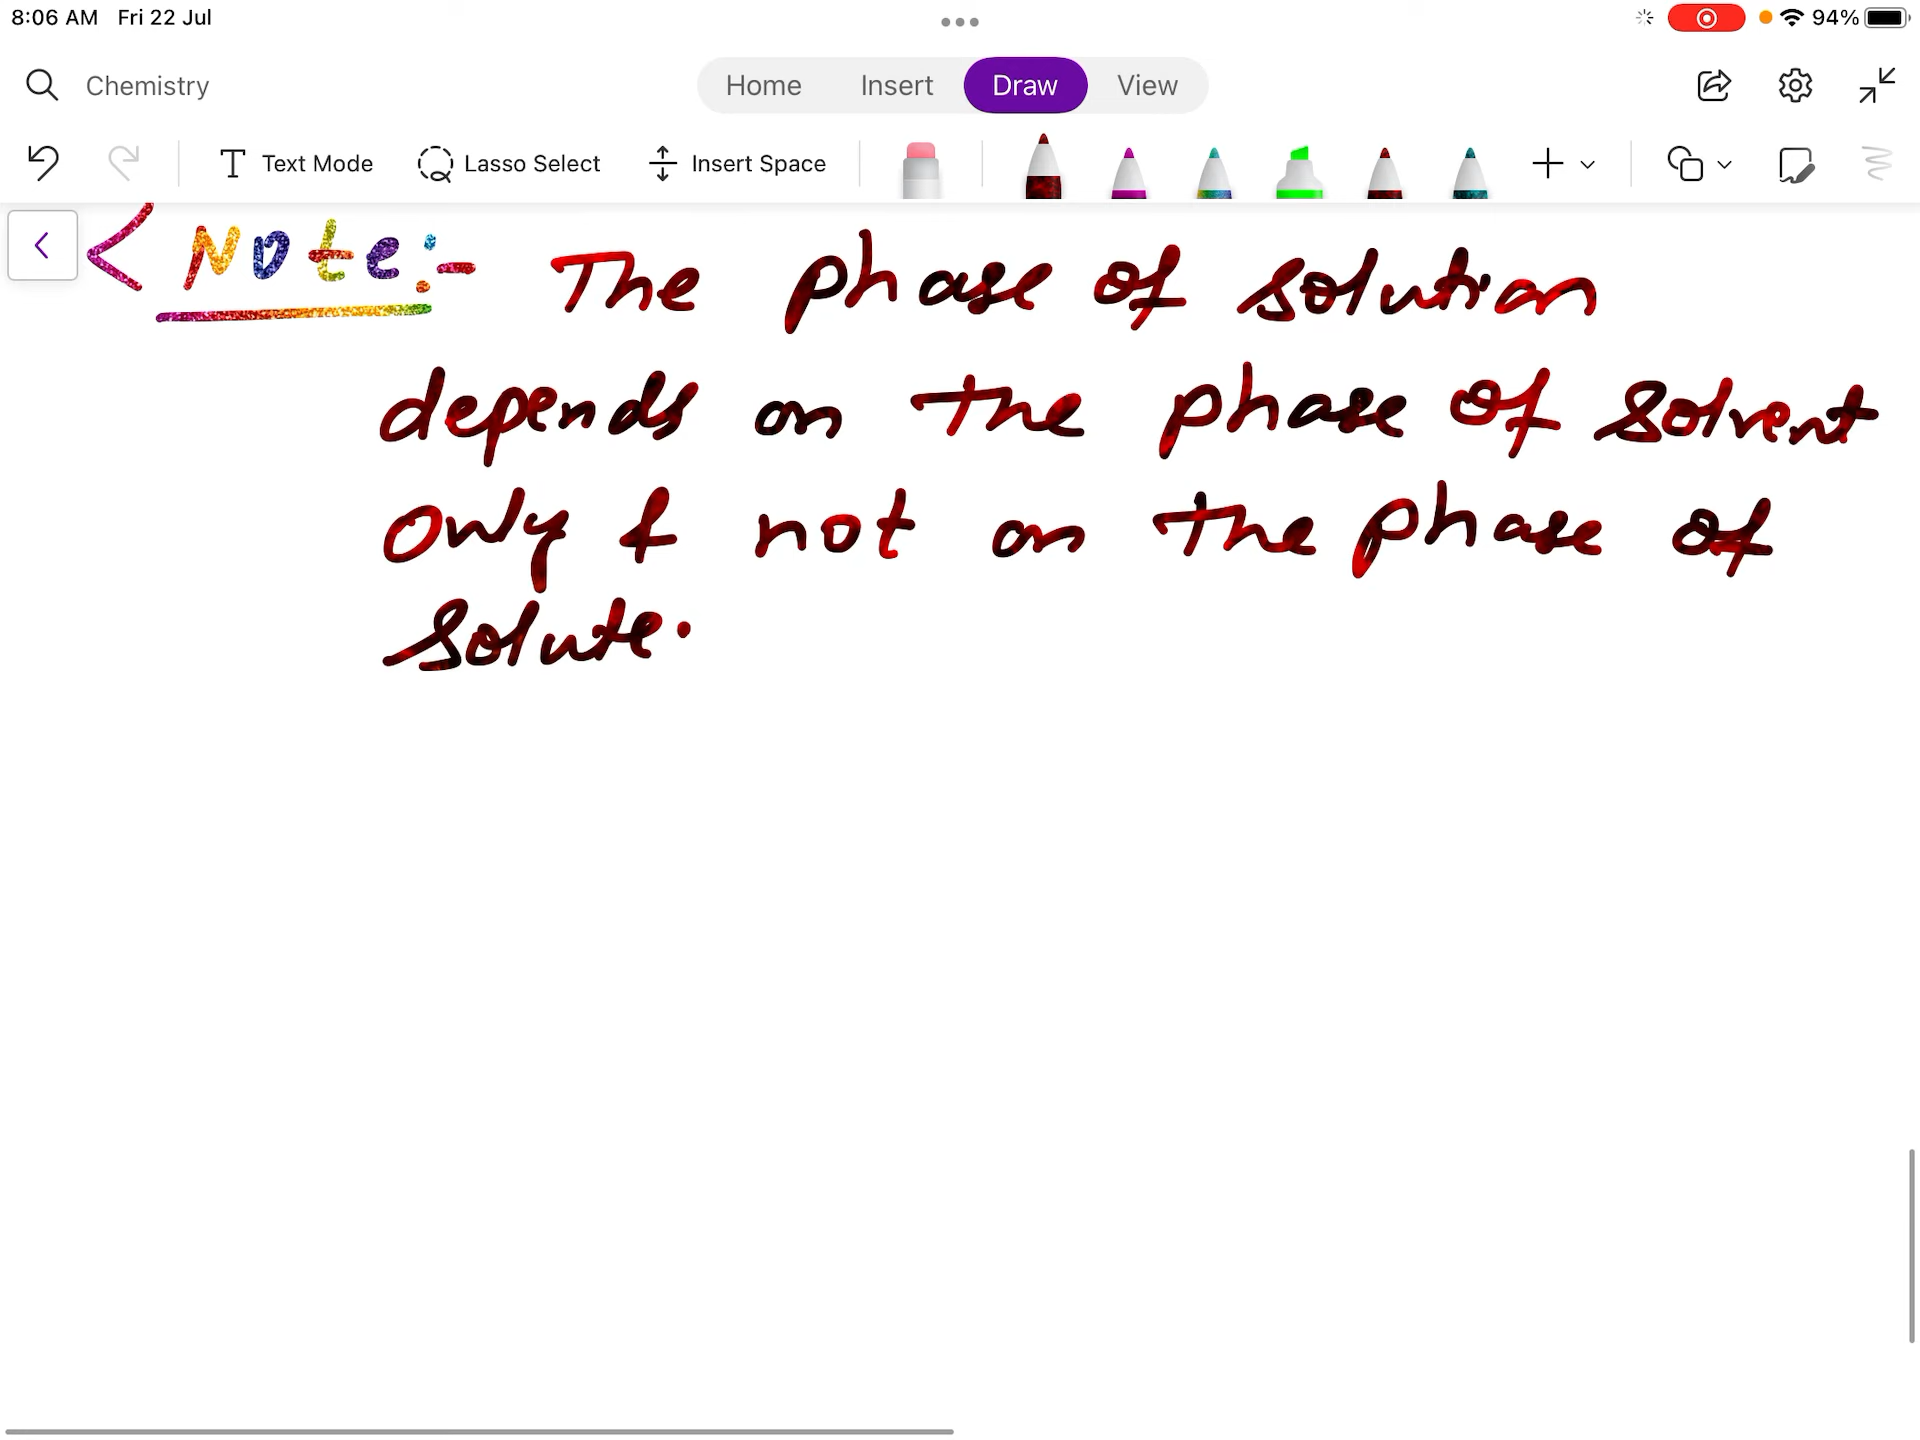 8:06 AM Fri 22 Jul 94%
Chemistry Home Insert Draw View
Text Mode Lasso Select Insert Space
Note:- The phase of solution
depends on the phase of solvent
only & not on the phase of
solute.